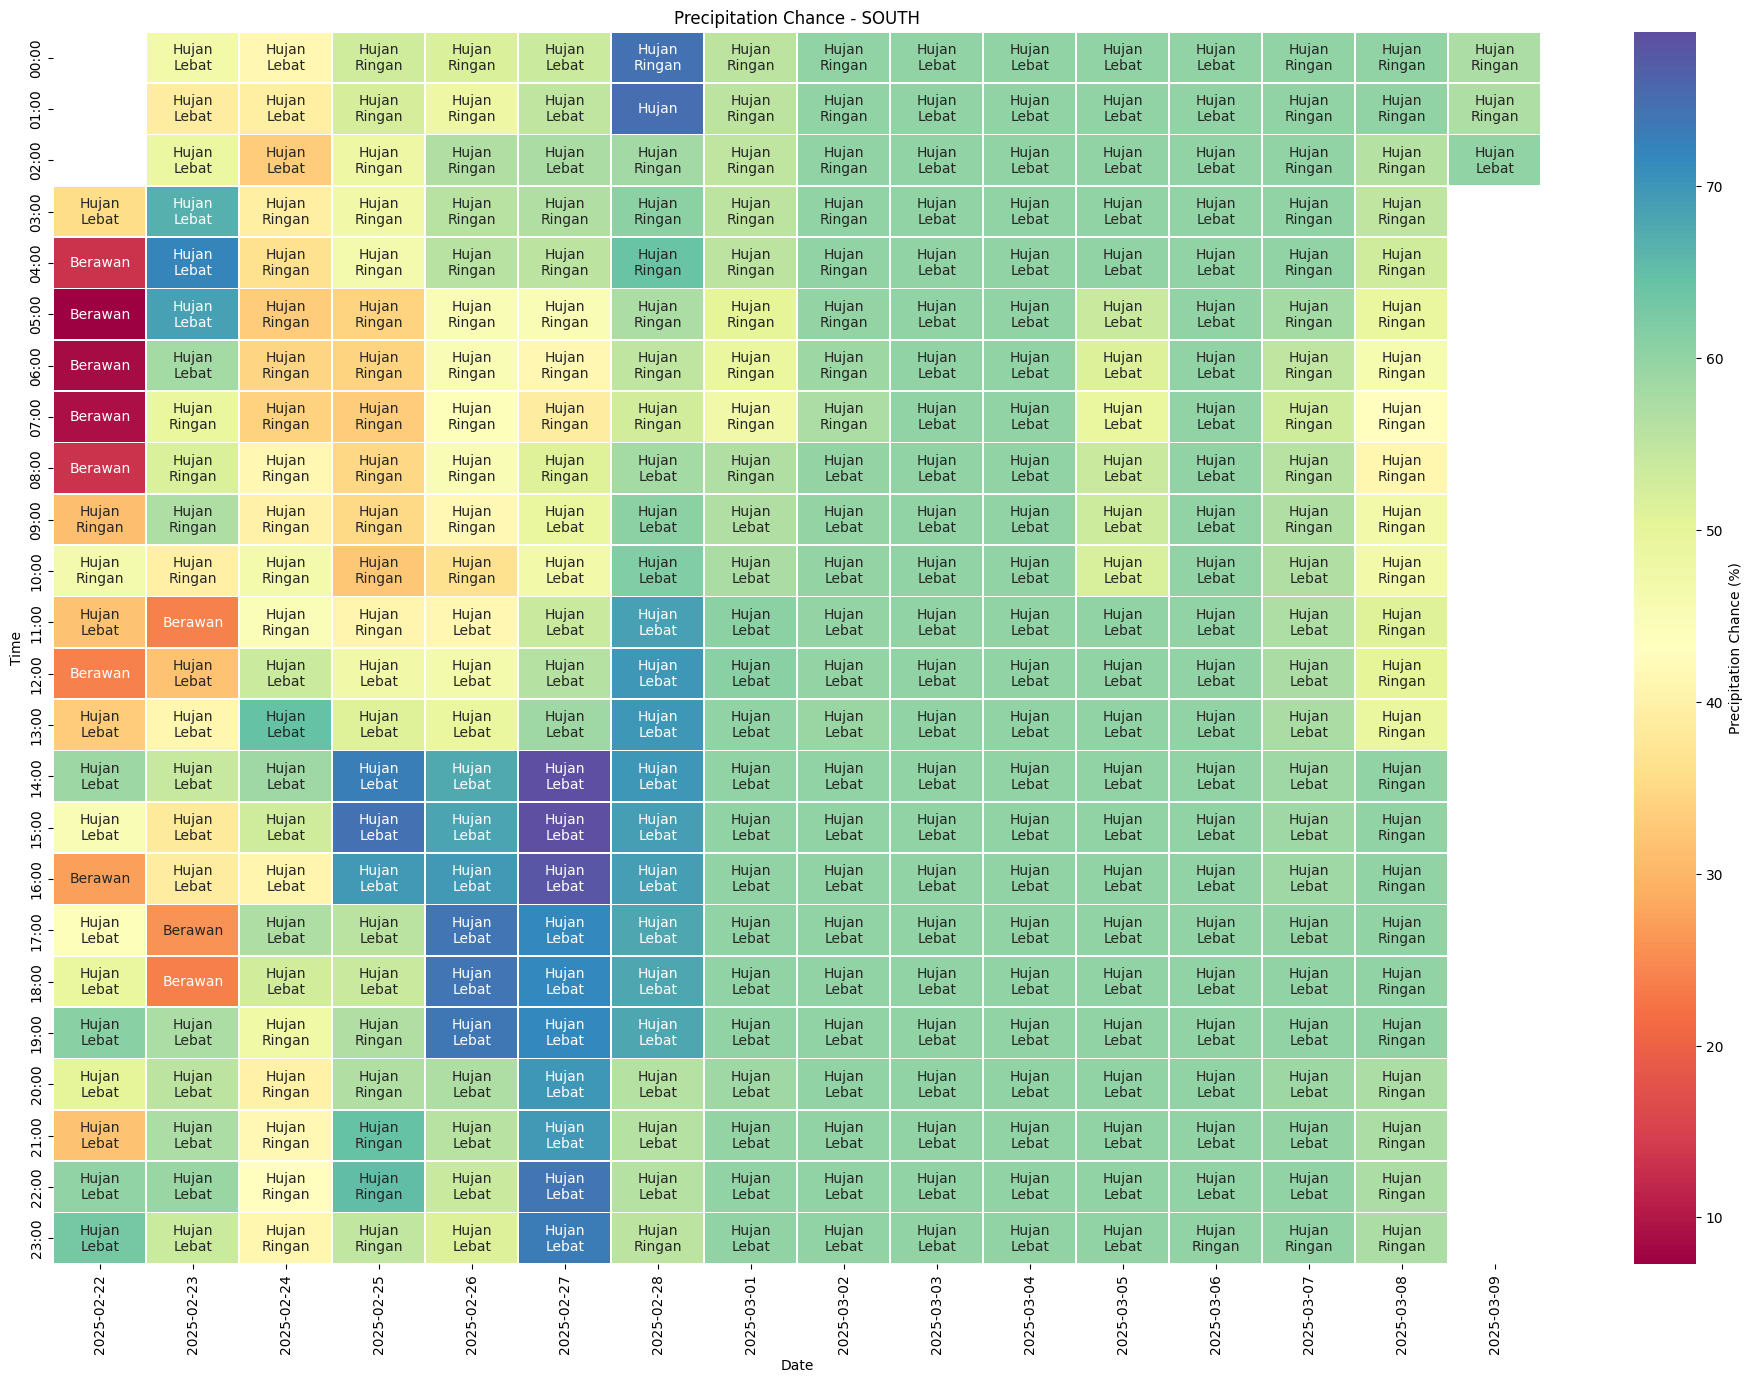 Precipitation Chance - SOUTH
00:00 Hujan Lebat Hujan Lebat Hujan Ringan Hujan Ringan Hujan Lebat Hujan Ringan Hujan Ringan Hujan Ringan Hujan Lebat Hujan Lebat Hujan Lebat Hujan Lebat Hujan Ringan Hujan Ringan Hujan Ringan
01:00 Hujan Lebat Hujan Lebat Hujan Ringan Hujan Ringan Hujan Lebat Hujan Hujan Ringan Hujan Ringan Hujan Lebat Hujan Lebat Hujan Lebat Hujan Lebat Hujan Ringan Hujan Ringan Hujan Ringan
02:00 Hujan Lebat Hujan Lebat Hujan Ringan Hujan Ringan Hujan Lebat Hujan Ringan Hujan Ringan Hujan Ringan Hujan Lebat Hujan Lebat Hujan Lebat Hujan Lebat Hujan Ringan Hujan Ringan Hujan Lebat
03:00 Hujan Lebat Hujan Lebat Hujan Ringan Hujan Ringan Hujan Ringan Hujan Ringan Hujan Ringan Hujan Ringan Hujan Ringan Hujan Lebat Hujan Lebat Hujan Lebat Hujan Lebat Hujan Ringan Hujan Ringan
04:00 Berawan Hujan Lebat Hujan Ringan Hujan Ringan Hujan Ringan Hujan Ringan Hujan Ringan Hujan Ringan Hujan Ringan Hujan Lebat Hujan Lebat Hujan Lebat Hujan Lebat Hujan Ringan Hujan Ringan
05:00 Berawan Hujan Lebat Hujan Ringan Hujan Ringan Hujan Ringan Hujan Ringan Hujan Ringan Hujan Ringan Hujan Ringan Hujan Lebat Hujan Lebat Hujan Lebat Hujan Lebat Hujan Ringan Hujan Ringan
06:00 Berawan Hujan Lebat Hujan Ringan Hujan Ringan Hujan Ringan Hujan Ringan Hujan Ringan Hujan Ringan Hujan Ringan Hujan Lebat Hujan Lebat Hujan Lebat Hujan Lebat Hujan Ringan Hujan Ringan
07:00 Berawan Hujan Ringan Hujan Ringan Hujan Ringan Hujan Ringan Hujan Ringan Hujan Ringan Hujan Ringan Hujan Ringan Hujan Lebat Hujan Lebat Hujan Lebat Hujan Lebat Hujan Ringan Hujan Ringan
08:00 Berawan Hujan Ringan Hujan Ringan Hujan Ringan Hujan Ringan Hujan Ringan Hujan Lebat Hujan Ringan Hujan Lebat Hujan Lebat Hujan Lebat Hujan Lebat Hujan Lebat Hujan Ringan Hujan Ringan
09:00 Hujan Ringan Hujan Ringan Hujan Ringan Hujan Ringan Hujan Ringan Hujan Lebat Hujan Lebat Hujan Lebat Hujan Lebat Hujan Lebat Hujan Lebat Hujan Lebat Hujan Lebat Hujan Ringan Hujan Ringan
10:00 Hujan Ringan Hujan Ringan Hujan Ringan Hujan Ringan Hujan Ringan Hujan Lebat Hujan Lebat Hujan Lebat Hujan Lebat Hujan Lebat Hujan Lebat Hujan Lebat Hujan Lebat Hujan Lebat Hujan Ringan
11:00 Hujan Lebat Berawan Hujan Ringan Hujan Ringan Hujan Lebat Hujan Lebat Hujan Lebat Hujan Lebat Hujan Lebat Hujan Lebat Hujan Lebat Hujan Lebat Hujan Lebat Hujan Lebat Hujan Ringan
12:00 Berawan Hujan Lebat Hujan Lebat Hujan Lebat Hujan Lebat Hujan Lebat Hujan Lebat Hujan Lebat Hujan Lebat Hujan Lebat Hujan Lebat Hujan Lebat Hujan Lebat Hujan Lebat Hujan Ringan
13:00 Hujan Lebat Hujan Lebat Hujan Lebat Hujan Lebat Hujan Lebat Hujan Lebat Hujan Lebat Hujan Lebat Hujan Lebat Hujan Lebat Hujan Lebat Hujan Lebat Hujan Lebat Hujan Lebat Hujan Ringan
14:00 Hujan Lebat Hujan Lebat Hujan Lebat Hujan Lebat Hujan Lebat Hujan Lebat Hujan Lebat Hujan Lebat Hujan Lebat Hujan Lebat Hujan Lebat Hujan Lebat Hujan Lebat Hujan Lebat Hujan Ringan
15:00 Hujan Lebat Hujan Lebat Hujan Lebat Hujan Lebat Hujan Lebat Hujan Lebat Hujan Lebat Hujan Lebat Hujan Lebat Hujan Lebat Hujan Lebat Hujan Lebat Hujan Lebat Hujan Lebat Hujan Ringan
16:00 Berawan Hujan Lebat Hujan Lebat Hujan Lebat Hujan Lebat Hujan Lebat Hujan Lebat Hujan Lebat Hujan Lebat Hujan Lebat Hujan Lebat Hujan Lebat Hujan Lebat Hujan Lebat Hujan Ringan
17:00 Hujan Lebat Berawan Hujan Lebat Hujan Lebat Hujan Lebat Hujan Lebat Hujan Lebat Hujan Lebat Hujan Lebat Hujan Lebat Hujan Lebat Hujan Lebat Hujan Lebat Hujan Lebat Hujan Ringan
18:00 Hujan Lebat Berawan Hujan Lebat Hujan Lebat Hujan Lebat Hujan Lebat Hujan Lebat Hujan Lebat Hujan Lebat Hujan Lebat Hujan Lebat Hujan Lebat Hujan Lebat Hujan Lebat Hujan Ringan
19:00 Hujan Lebat Hujan Lebat Hujan Ringan Hujan Ringan Hujan Lebat Hujan Lebat Hujan Lebat Hujan Lebat Hujan Lebat Hujan Lebat Hujan Lebat Hujan Lebat Hujan Lebat Hujan Lebat Hujan Ringan
20:00 Hujan Lebat Hujan Lebat Hujan Ringan Hujan Ringan Hujan Lebat Hujan Lebat Hujan Lebat Hujan Lebat Hujan Lebat Hujan Lebat Hujan Lebat Hujan Lebat Hujan Lebat Hujan Lebat Hujan Ringan
21:00 Hujan Lebat Hujan Lebat Hujan Ringan Hujan Ringan Hujan Lebat Hujan Lebat Hujan Lebat Hujan Lebat Hujan Lebat Hujan Lebat Hujan Lebat Hujan Lebat Hujan Lebat Hujan Lebat Hujan Ringan
22:00 Hujan Lebat Hujan Lebat Hujan Ringan Hujan Ringan Hujan Lebat Hujan Lebat Hujan Lebat Hujan Lebat Hujan Lebat Hujan Lebat Hujan Lebat Hujan Lebat Hujan Lebat Hujan Lebat Hujan Ringan
23:00 Hujan Lebat Hujan Lebat Hujan Ringan Hujan Ringan Hujan Lebat Hujan Lebat Hujan Ringan Hujan Lebat Hujan Lebat Hujan Lebat Hujan Lebat Hujan Lebat Hujan Ringan Hujan Ringan Hujan Ringan
Time
2025-02-22 2025-02-23 2025-02-24 2025-02-25 2025-02-26 2025-02-27 2025-02-28 2025-03-01 2025-03-02 2025-03-03 2025-03-04 2025-03-05 2025-03-06 2025-03-07 2025-03-08 2025-03-09
Date
70
60
50
40
30
20
10
Precipitation Chance (%)